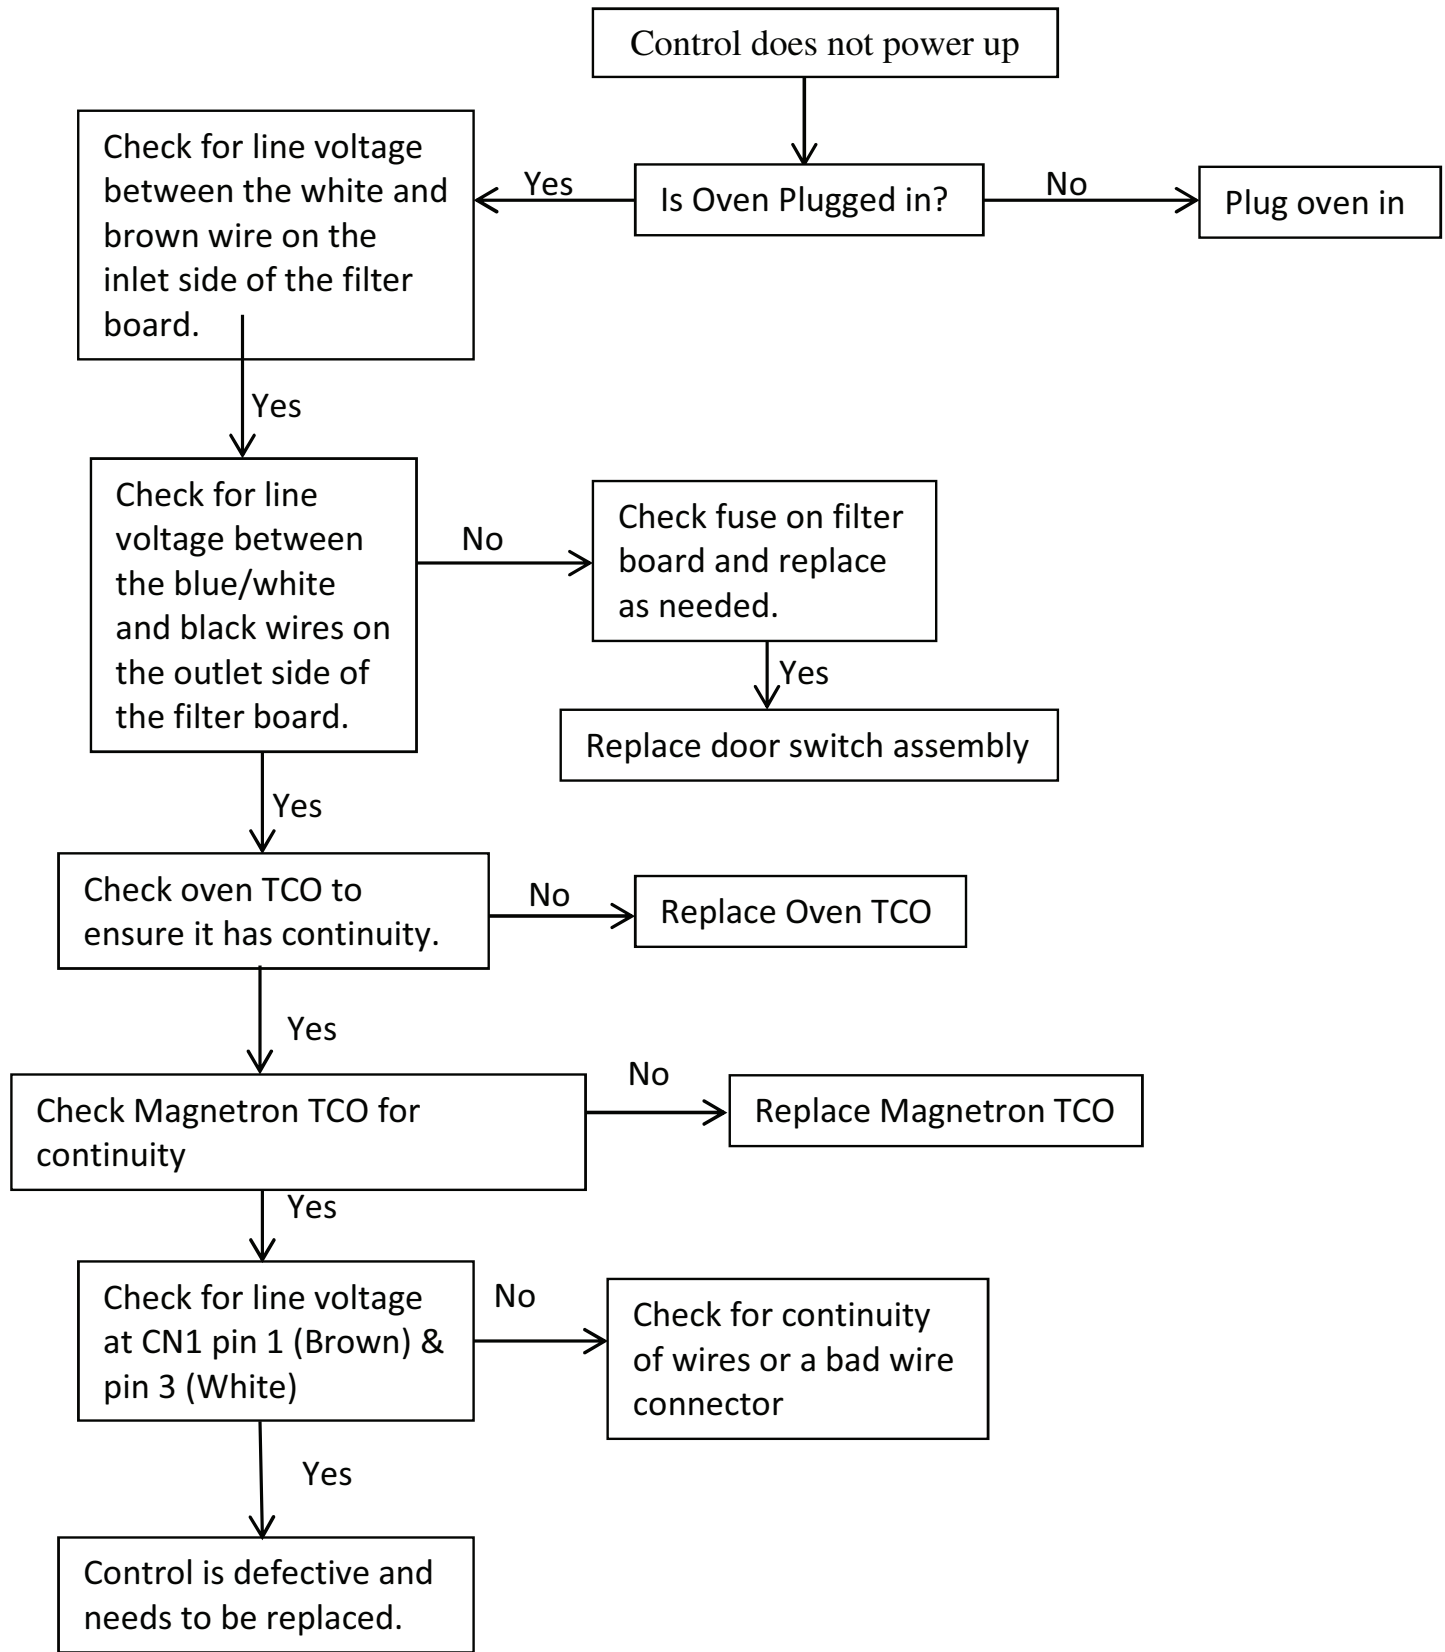 Control does not power up
Is Oven Plugged in?
No
Plug oven in
Yes
Check for line voltage
between the white and
brown wire on the
inlet side of the filter
board.
Yes
Check for line
voltage between
the blue/white
and black wires on
the outlet side of
the filter board.
No
Check fuse on filter
board and replace
as needed.
Yes
Replace door switch assembly
Yes
Check oven TCO to
ensure it has continuity.
No
Replace Oven TCO
Yes
Check Magnetron TCO for
continuity
No
Replace Magnetron TCO
Yes
Check for line voltage
at CN1 pin 1 (Brown) &
pin 3 (White)
No
Check for continuity
of wires or a bad wire
connector
Yes
Control is defective and
needs to be replaced.